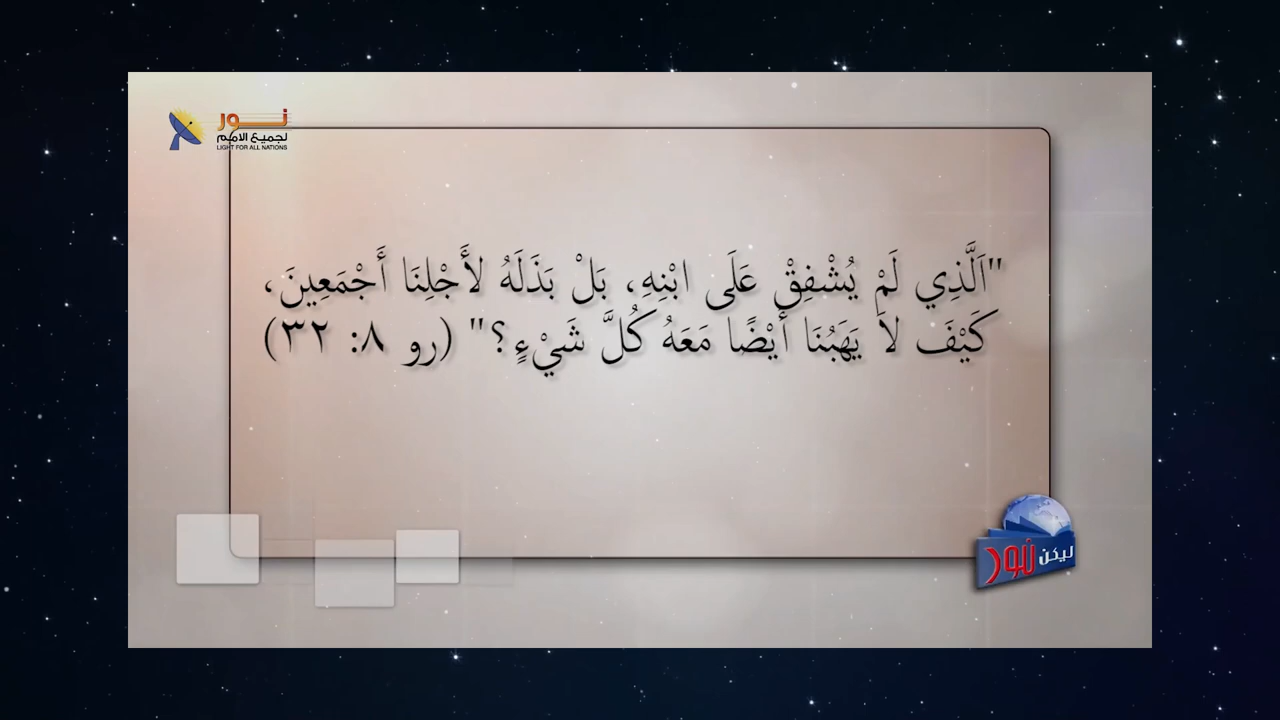 نور
لجميع الامم
LIGHT FOR ALL NATIONS
"اَلَّذِي لَمْ يُشْفِقْ عَلَى ابْنِهِ، بَلْ بَذَلَهُ لأَجْلِنَا أَجْمَعِينَ،
كَيْفَ لاَ يَهَبُنَا أَيْضًا مَعَهُ كُلَّ شَيْءٍ؟" (رو ٨: ٣٢)
ليكن نور